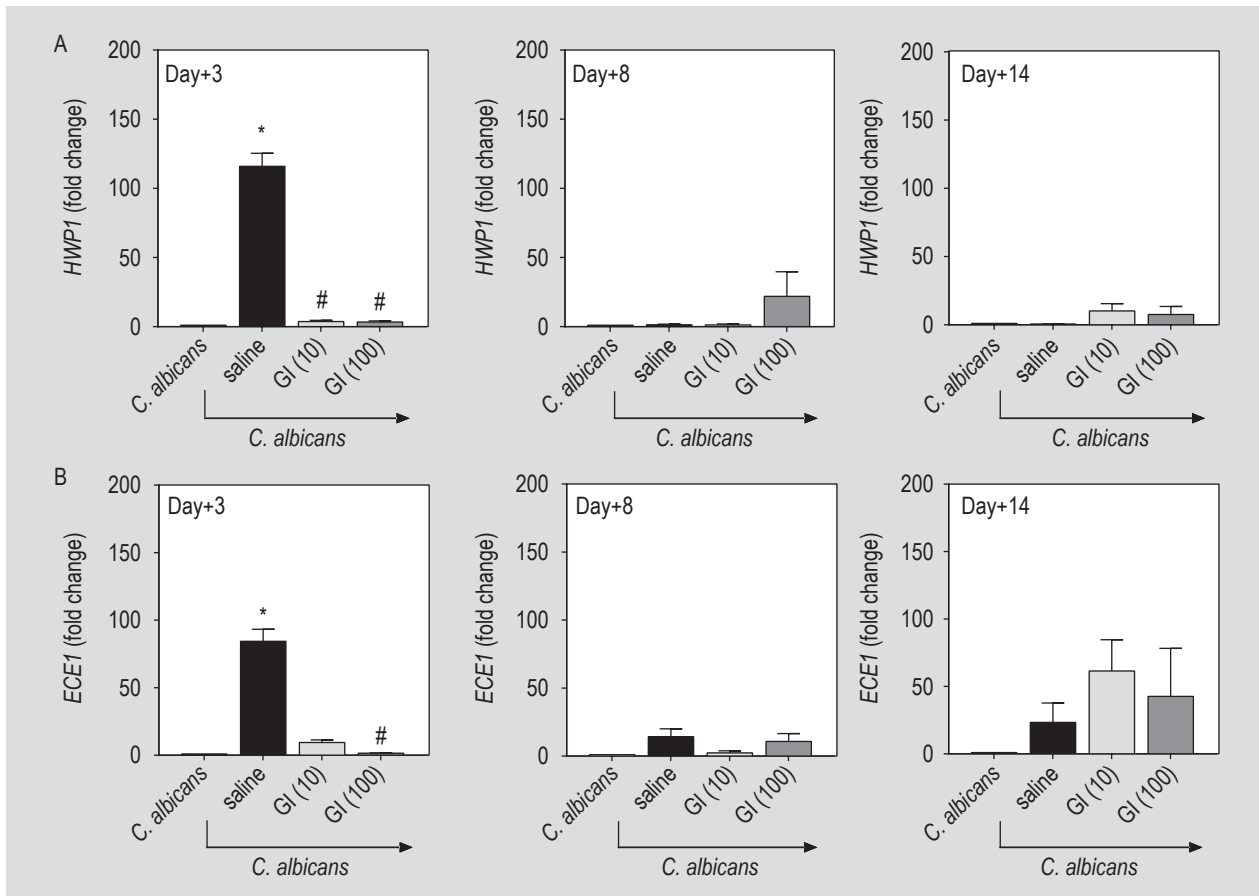 A
HWP1 (fold change)
200
150
100
50
0
Day+3
*
#
#
C. albicans
saline
GI (10)
GI (100)
C. albicans
HWP1 (fold change)
200
150
100
50
0
Day+8
C. albicans
saline
GI (10)
GI (100)
C. albicans
HWP1 (fold change)
200
150
100
50
0
Day+14
C. albicans
saline
GI (10)
GI (100)
C. albicans
B
ECE1 (fold change)
200
150
100
50
0
Day+3
*
#
C. albicans
saline
GI (10)
GI (100)
C. albicans
ECE1 (fold change)
200
150
100
50
0
Day+8
C. albicans
saline
GI (10)
GI (100)
C. albicans
ECE1 (fold change)
200
150
100
50
0
Day+14
C. albicans
saline
GI (10)
GI (100)
C. albicans